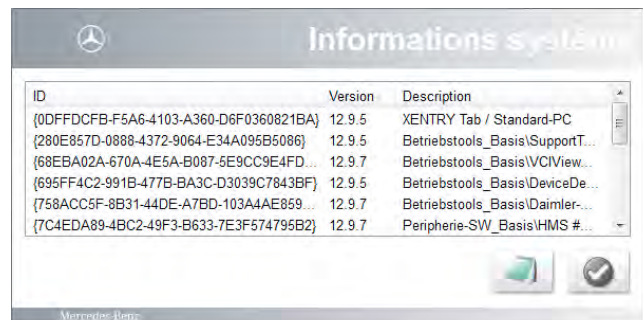 Informations système
ID Version Description
{0DFFDCFB-F5A6-4103-A360-D6F0360821BA} 12.9.5 XENTRY Tab / Standard-PC
{280E857D-0888-4372-9064-E34A095B5086} 12.9.5 Betriebstools_Basis\SupportT...
{68EBA02A-670A-4E5A-B087-5E9CC9E4FD... 12.9.7 Betriebstools_Basis\VCIView...
{695FF4C2-991B-477B-BA3C-D3039C7843BF} 12.9.5 Betriebstools_Basis\DeviceDe...
{758ACC5F-8B31-44DE-A7BD-103A4AE859... 12.9.7 Betriebstools_Basis\Daimler-...
{7C4EDA89-4BC2-49F3-B633-7E3F574795B2} 12.9.7 Peripherie-SW_Basis\HMS #...
Mercedes-Benz